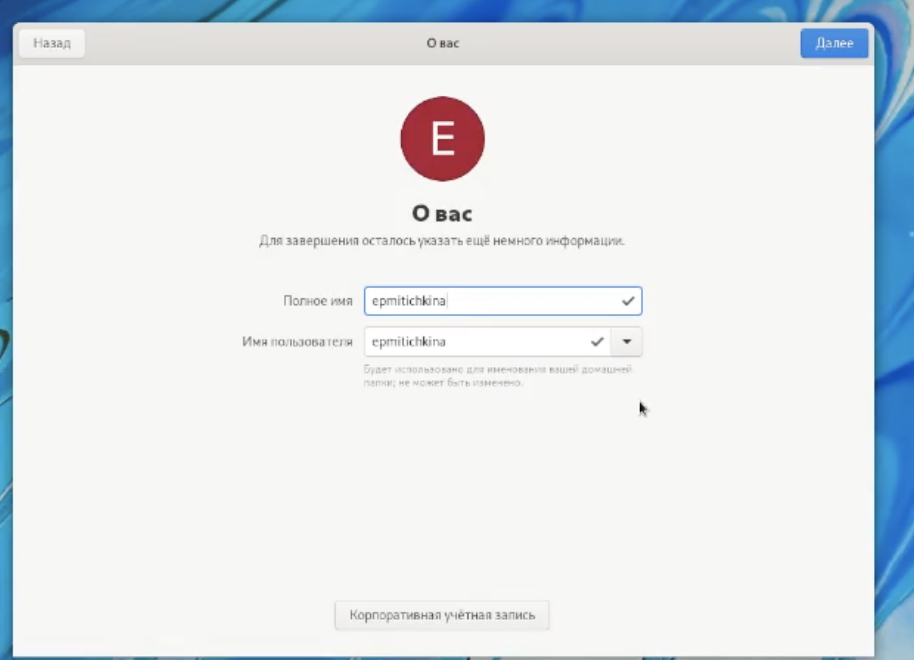 Назад
О вас
Далее
E
О вас
Для завершения осталось указать ещё немного информации.
Полное имя epmitichkina
Имя пользователя epmitichkina
Будет использовано для именования вашей домашней
папки; не может быть изменено.
Корпоративная учётная запись